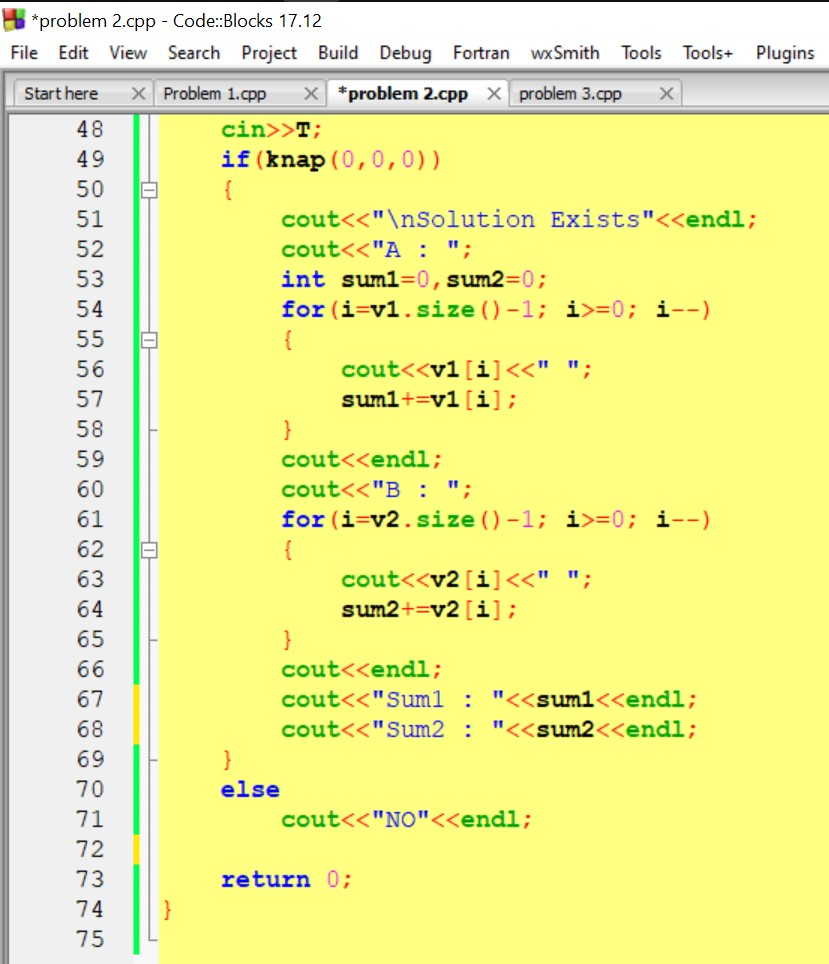 *problem 2.cpp - Code::Blocks 17.12
File Edit View Search Project Build Debug Fortran wxSmith Tools Tools+ Plugins
Start here Problem 1.cpp *problem 2.cpp problem 3.cpp
48 cin>>T;
49 if(knap(0,0,0))
50 {
51 cout<<"\nSolution Exists"<<endl;
52 cout<<"A : ";
53 int sum1=0,sum2=0;
54 for(i=v1.size()-1; i>=0; i--)
55 {
56 cout<<v1[i]<<" ";
57 sum1+=v1[i];
58 }
59 cout<<endl;
60 cout<<"B : ";
61 for(i=v2.size()-1; i>=0; i--)
62 {
63 cout<<v2[i]<<" ";
64 sum2+=v2[i];
65 }
66 cout<<endl;
67 cout<<"Sum1 : "<<sum1<<endl;
68 cout<<"Sum2 : "<<sum2<<endl;
69 }
70 else
71 cout<<"NO"<<endl;
72
73 return 0;
74 }
75